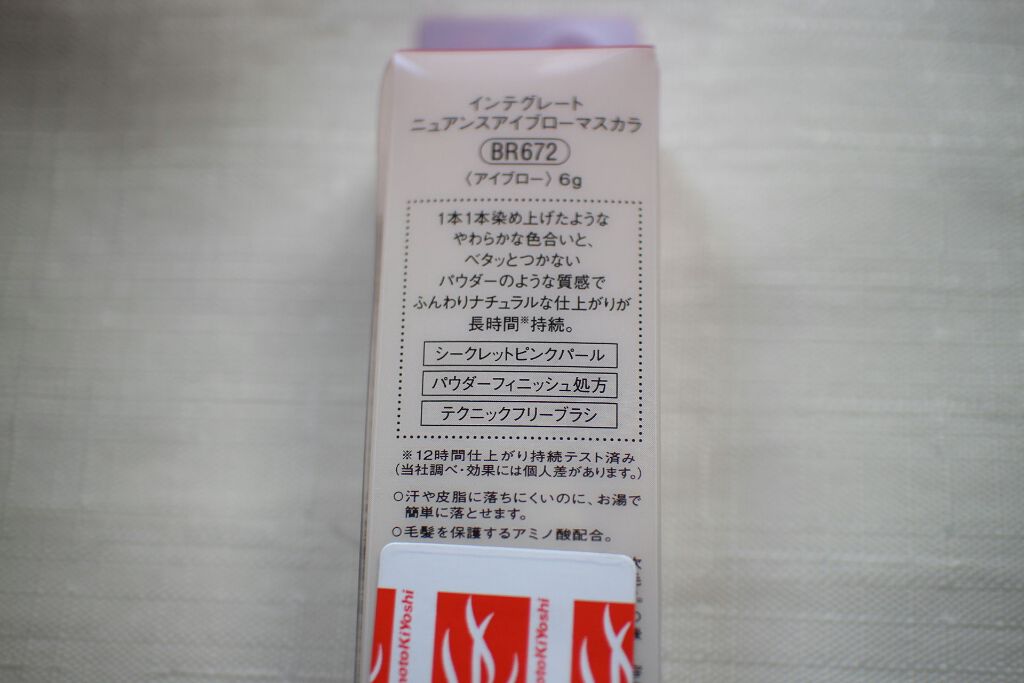 インテグレート
ニュアンスアイブローマスカラ
BR672
〈アイブロー〉6g
1本1本染め上げたような
やわらかな色合いと、
ベタッとつかない
パウダーのような質感で
ふんわりナチュラルな仕上がりが
長時間※持続。
シークレットピンクパール
パウダーフィニッシュ処方
テクニックフリーブラシ
※12時間仕上がり持続テスト済み
(当社調べ・効果には個人差があります。)
○汗や皮脂に落ちにくいのに、お湯で
簡単に落とせます。
○毛髪を保護するアミノ酸配合。
motoKiYoshi
otoKiYoshi